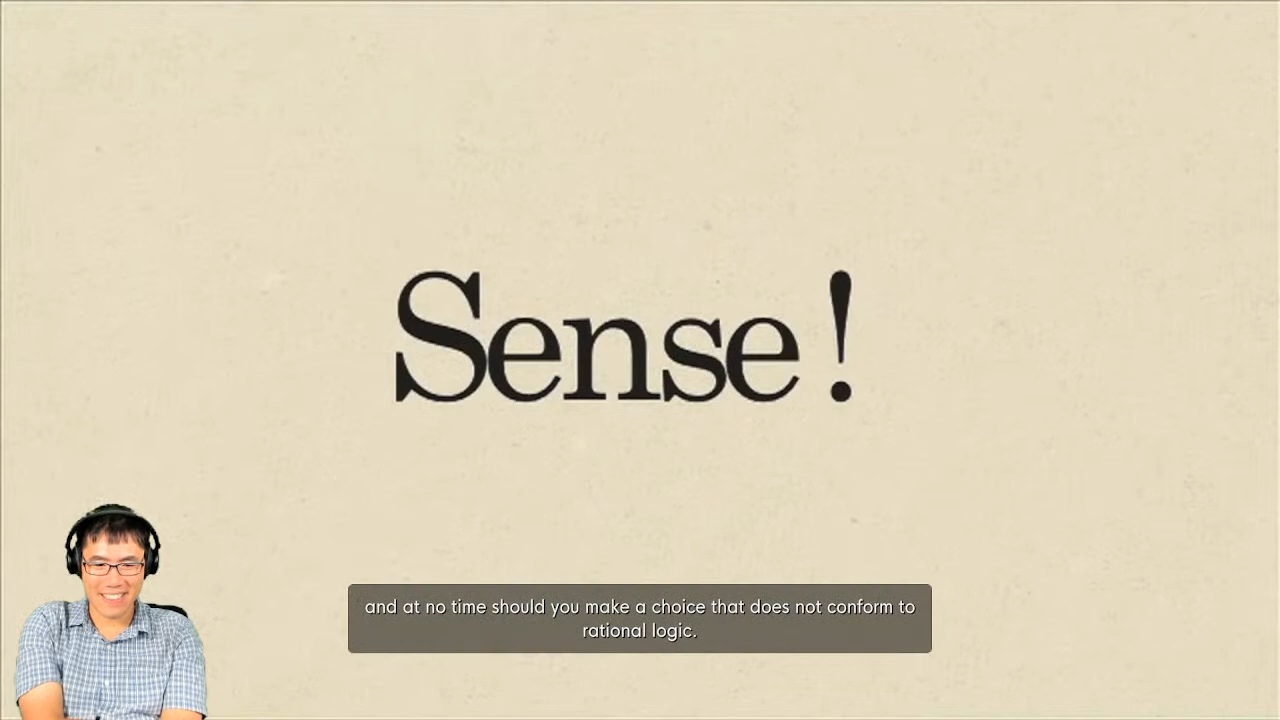 Sense!
and at no time should you make a choice that does not conform to
rational logic.